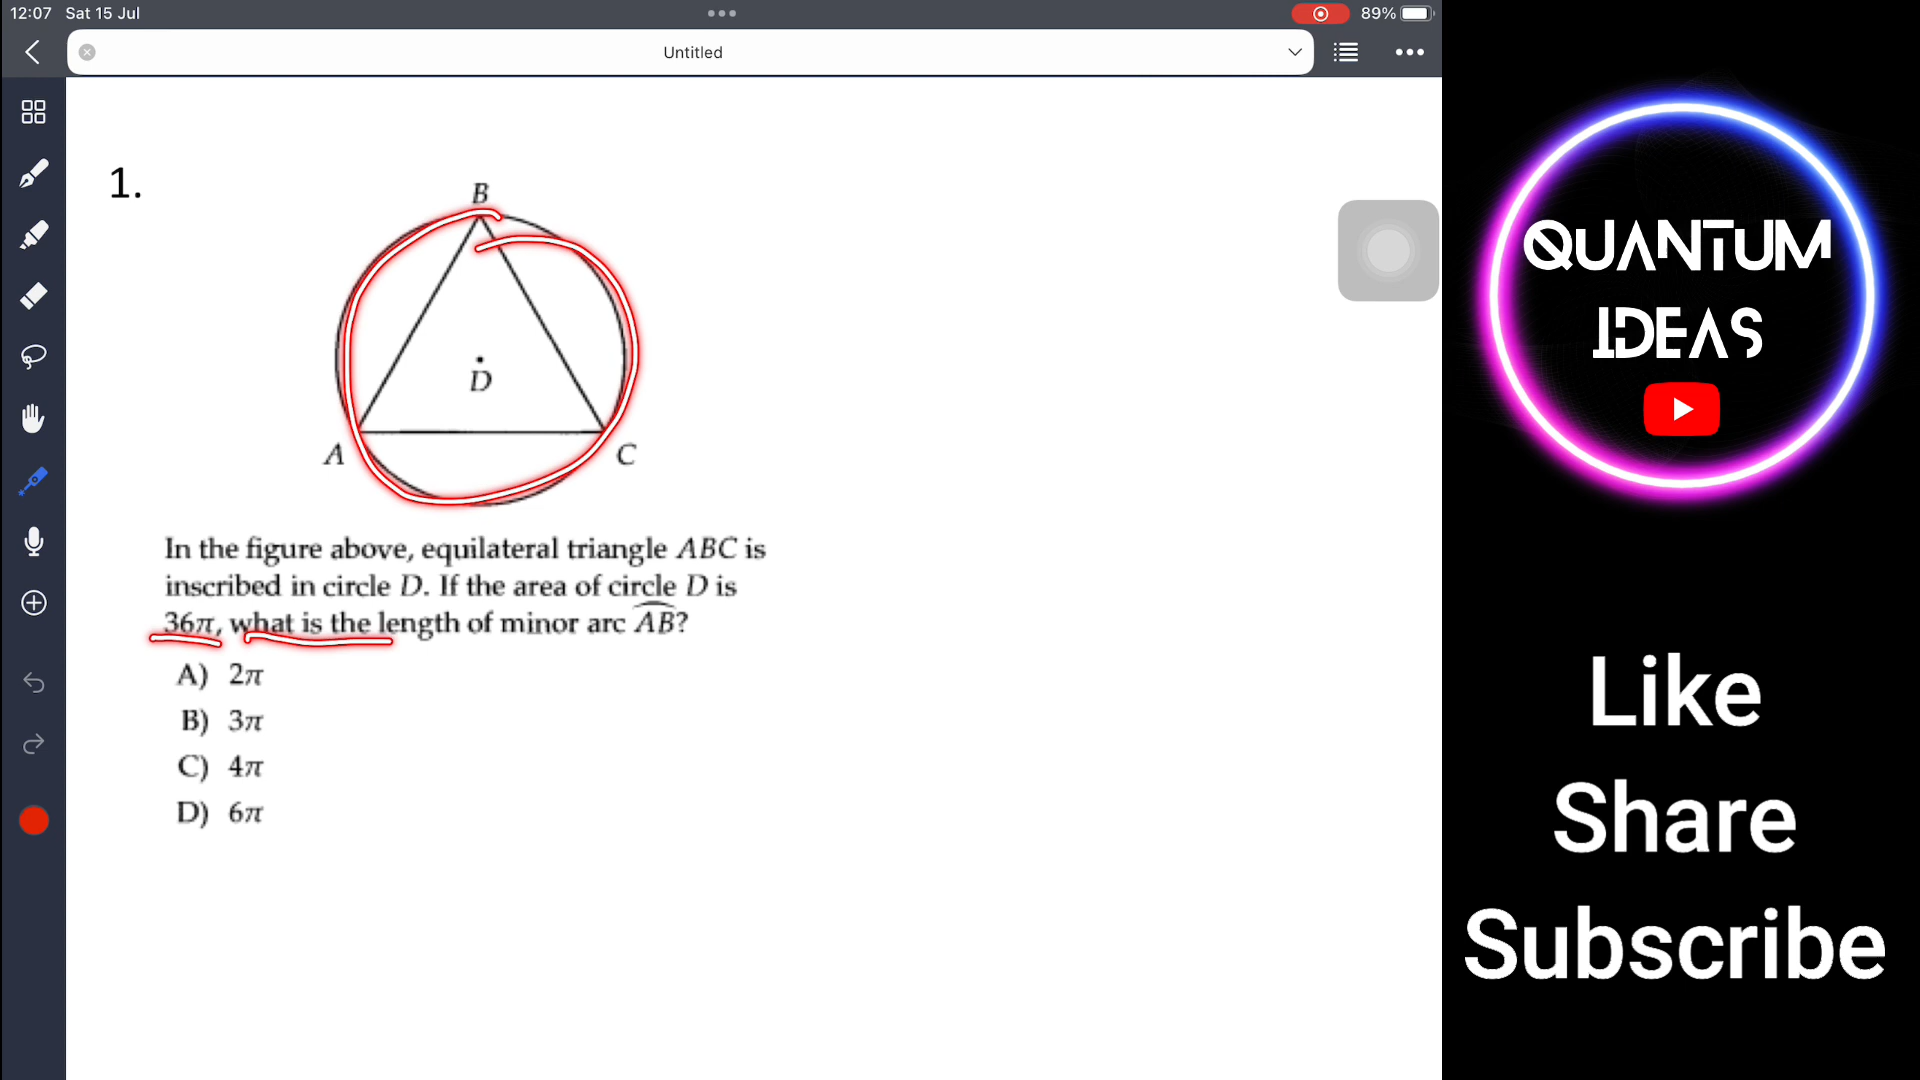 12:07 Sat 15 Jul
89%
Untitled
1.
B
D
A
C
In the figure above, equilateral triangle ABC is
inscribed in circle D. If the area of circle D is
36π, what is the length of minor arc AB?
A) 2π
B) 3π
C) 4π
D) 6π
QUANTUM
IDEAS
Like
Share
Subscribe